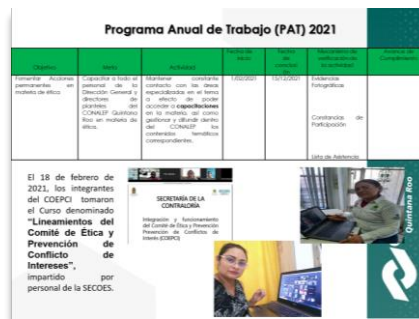 Programa Anual de Trabajo (PAT) 2021
Objetivo
Meta
Actividad
Fecha de
inicio
Fecha
de
Mecanismo de
verificación de
la actividad
Avance de
Cumplimiento
Fomentar Acciones
permanentes en
materia de ética
Capacitar a todo el
personal de la
Dirección General y
directores de
planteles del
CONALEP Quintana
Roo en materia de
ética.
Mantener constante
contacto con las áreas
especializadas en el tema
a efecto de poder
acceder a capacitaciones
en la materia, así como
gestionar y difundir dentro
del CONALEP los
contenidos temáticos
correspondientes.
1/02/2021
15/12/2021
Evidencias
Fotográficas
Constancias de
Participación
Lista de Asistencia
El 18 de febrero de
2021, los integrantes
del COEPCI tomaron
el Curso denominado
“Lineamientos del
Comité de Ética y
Prevención de
Conflicto de
Intereses”,
impartido por
personal de la SECOES.
SECRETARÍA DE LA
CONTRALORÍA
Integración y funcionamiento
del Comité de Ética y Prevención
Prevención de Conflictos de
Interés (COEPCI)
Quintana Roo